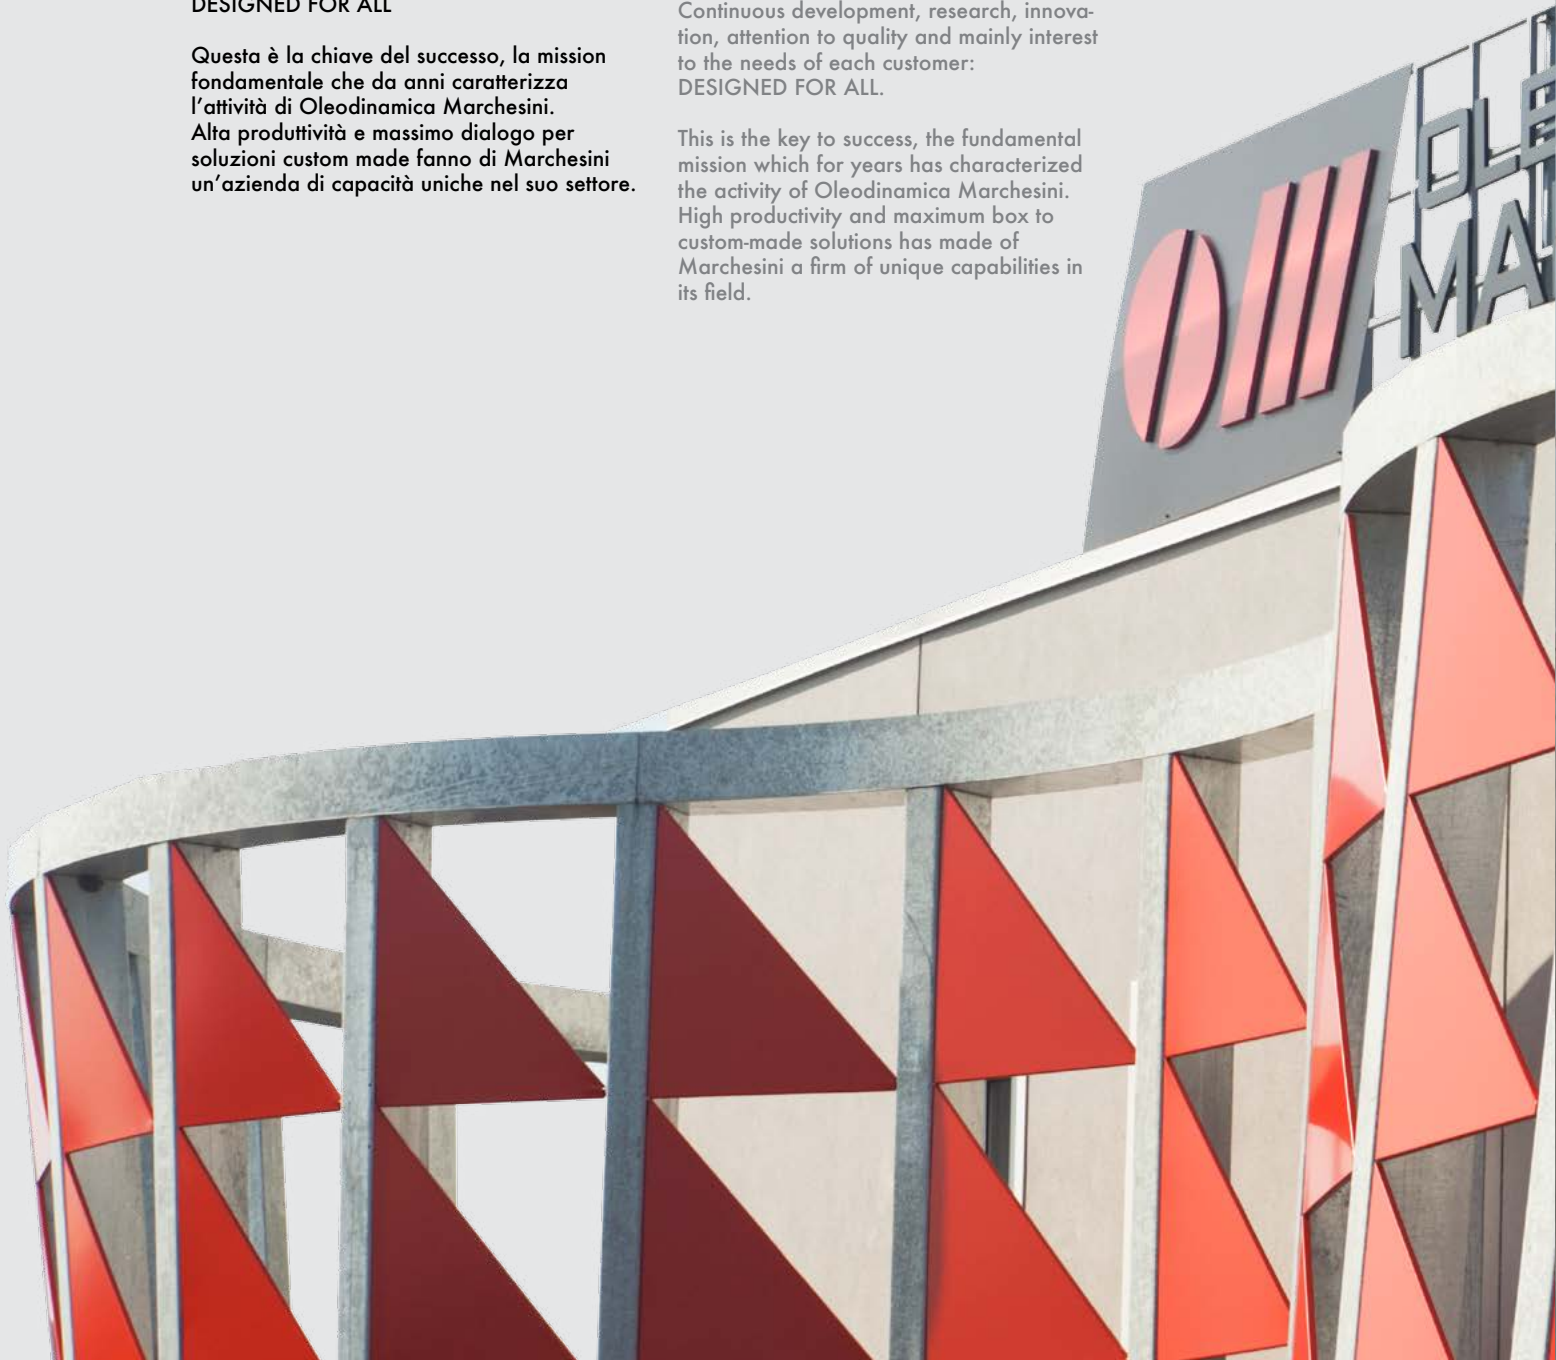 DESIGNED FOR ALL
Questa è la chiave del successo, la mission
fondamentale che da anni caratterizza
l’attività di Oleodinamica Marchesini.
Alta produttività e massimo dialogo per
soluzioni custom made fanno di Marchesini
un’azienda di capacità uniche nel suo settore.
Continuous development, research, innova-
tion, attention to quality and mainly interest
to the needs of each customer:
DESIGNED FOR ALL.
This is the key to success, the fundamental
mission which for years has characterized
the activity of Oleodinamica Marchesini.
High productivity and maximum box to
custom-made solutions has made of
Marchesini a firm of unique capabilities in
its field.
OLE
MA